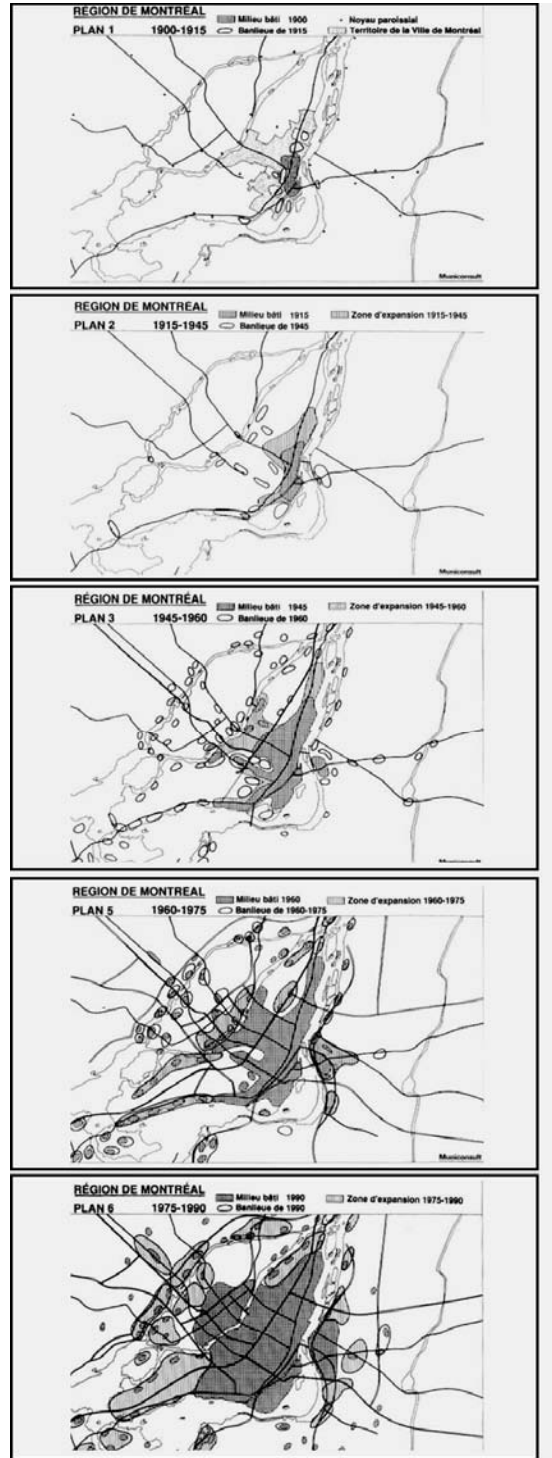 RÉGION DE MONTRÉAL
Milieu bâti 1900
Noyau paroissial
PLAN 1 1900-1915
Banlieue de 1915
Territoire de la Ville de Montréal
Municonsult
RÉGION DE MONTRÉAL
Milieu bâti 1915
Zone d'expansion 1915-1945
PLAN 2 1915-1945
Banlieue de 1945
Municonsult
RÉGION DE MONTRÉAL
Milieu bâti 1945
Zone d'expansion 1945-1960
PLAN 3 1945-1960
Banlieue de 1960
Municonsult
REGION DE MONTREAL
Milieu bâti 1960
Zone d'expansion 1960-1975
PLAN 5 1960-1975
Banlieue de 1960-1975
Municonsult
RÉGION DE MONTRÉAL
Milieu bâti 1990
Zone d'expansion 1975-1990
PLAN 6 1975-1990
Banlieue de 1990